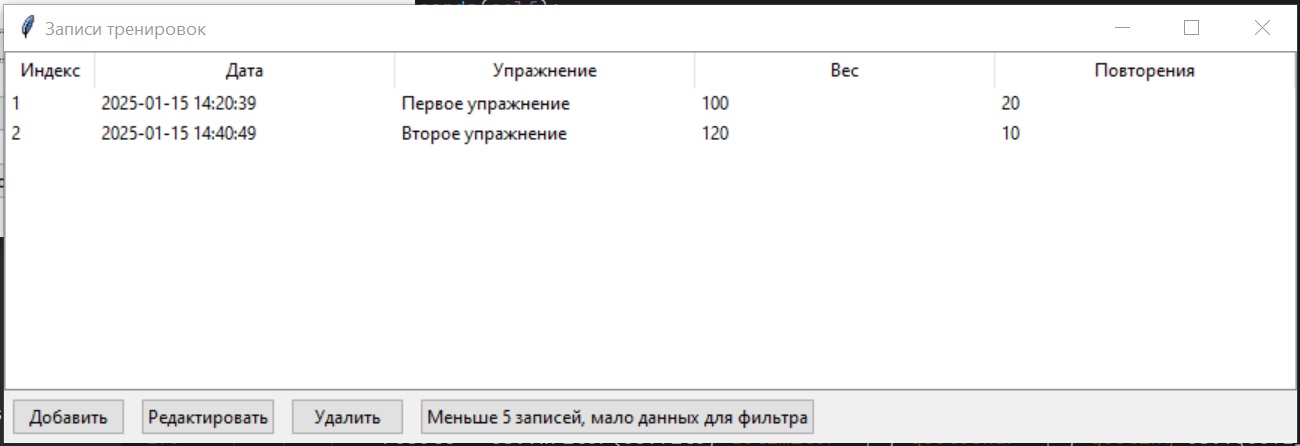 Записи тренировок
Индекс Дата Упражнение Вес Повторения
1 2025-01-15 14:20:39 Первое упражнение 100 20
2 2025-01-15 14:40:49 Второе упражнение 120 10
Добавить Редактировать Удалить Меньше 5 записей, мало данных для фильтра